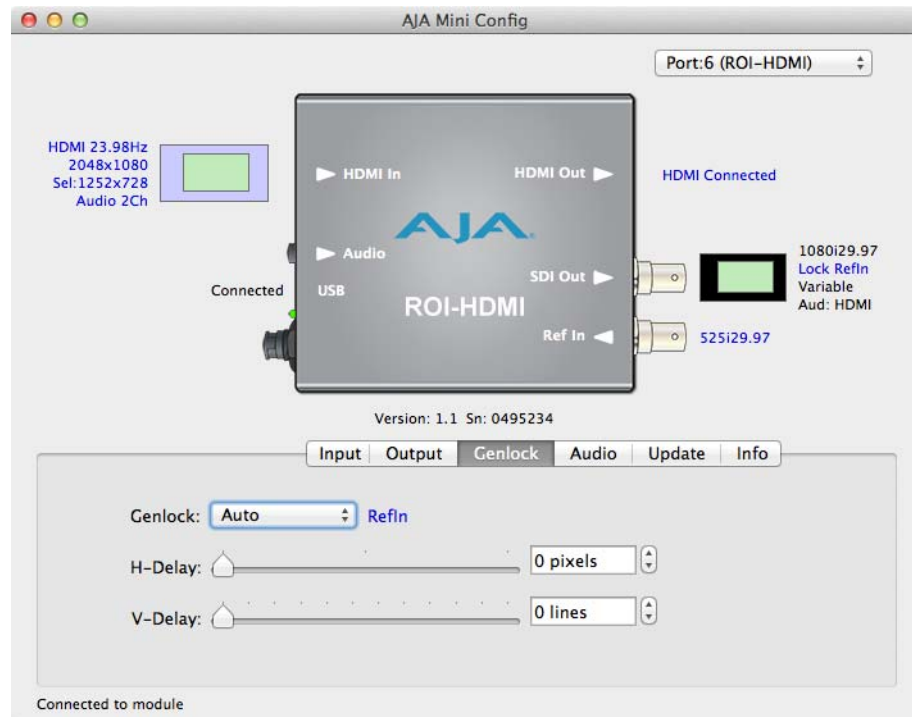 AJA Mini Config
Port:6 (ROI-HDMI)
HDMI 23.98Hz
2048x1080
Sel:1252x728
Audio 2Ch
HDMI In
HDMI Out
HDMI Connected
AJA
Audio
Connected
USB
SDI Out
1080i29.97
Lock RefIn
Variable
Aud: HDMI
ROI-HDMI
Ref In
525i29.97
Version: 1.1 Sn: 0495234
Input Output Genlock Audio Update Info
Genlock: Auto RefIn
H-Delay: 0 pixels
V-Delay: 0 lines
Connected to module